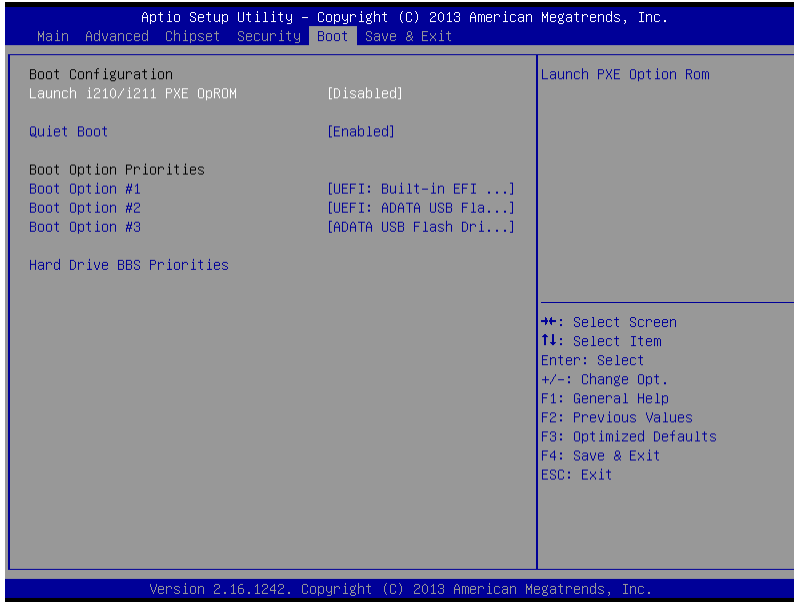 Aptio Setup Utility – Copyright (C) 2013 American Megatrends, Inc.
Main Advanced Chipset Security Boot Save & Exit
Boot Configuration
Launch i210/i211 PXE OpROM [Disabled]
Quiet Boot [Enabled]
Boot Option Priorities
Boot Option #1 [UEFI: Built-in EFI ...]
Boot Option #2 [UEFI: ADATA USB Fla...]
Boot Option #3 [ADATA USB Flash Dri...]
Hard Drive BBS Priorities
Launch PXE Option Rom
→←: Select Screen
↑↓: Select Item
Enter: Select
+/-: Change Opt.
F1: General Help
F2: Previous Values
F3: Optimized Defaults
F4: Save & Exit
ESC: Exit
Version 2.16.1242. Copyright (C) 2013 American Megatrends, Inc.